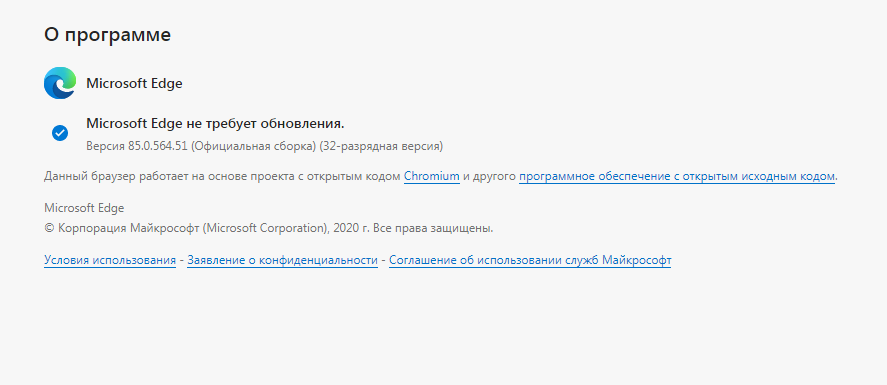 О программе
Microsoft Edge
Microsoft Edge не требует обновления.
Версия 85.0.564.51 (Официальная сборка) (32-разрядная версия)
Данный браузер работает на основе проекта с открытым кодом Chromium и другого программное обеспечение с открытым исходным кодом.
Microsoft Edge
© Корпорация Майкрософт (Microsoft Corporation), 2020 г. Все права защищены.
Условия использования - Заявление о конфиденциальности - Соглашение об использовании служб Майкрософт